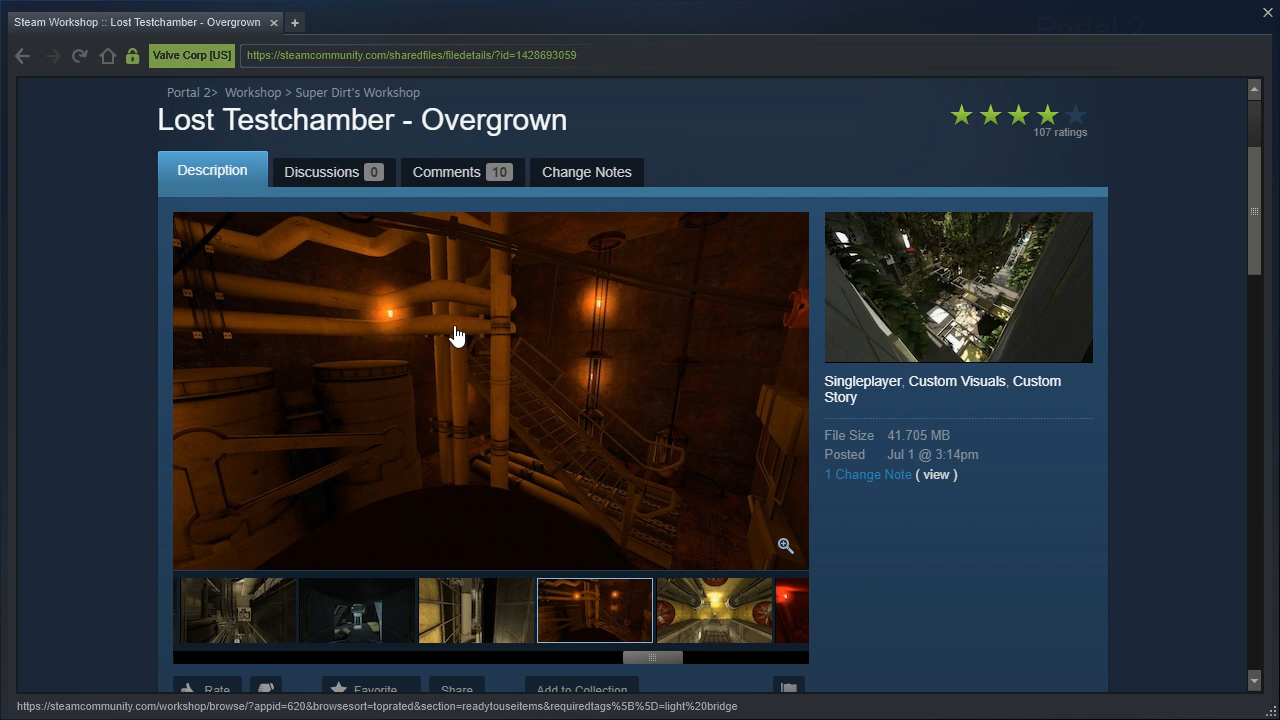 Steam Workshop :: Lost Testchamber - Overgrown
Portal 2
Valve Corp [US]
https://steamcommunity.com/sharedfiles/filedetails/?id=1428693059
Portal 2> Workshop > Super Dirt's Workshop
Lost Testchamber - Overgrown
107 ratings
Description
Discussions 0
Comments 10
Change Notes
Singleplayer, Custom Visuals, Custom
Story
File Size 41.705 MB
Posted Jul 1 @ 3:14pm
1 Change Note ( view )
Rate
Favorite
Share
Add to Collection
https://steamcommunity.com/workshop/browse/?appid=620&browsesort=toprated&section=readytouseitems&requiredtags%5B%5D=light%20bridge